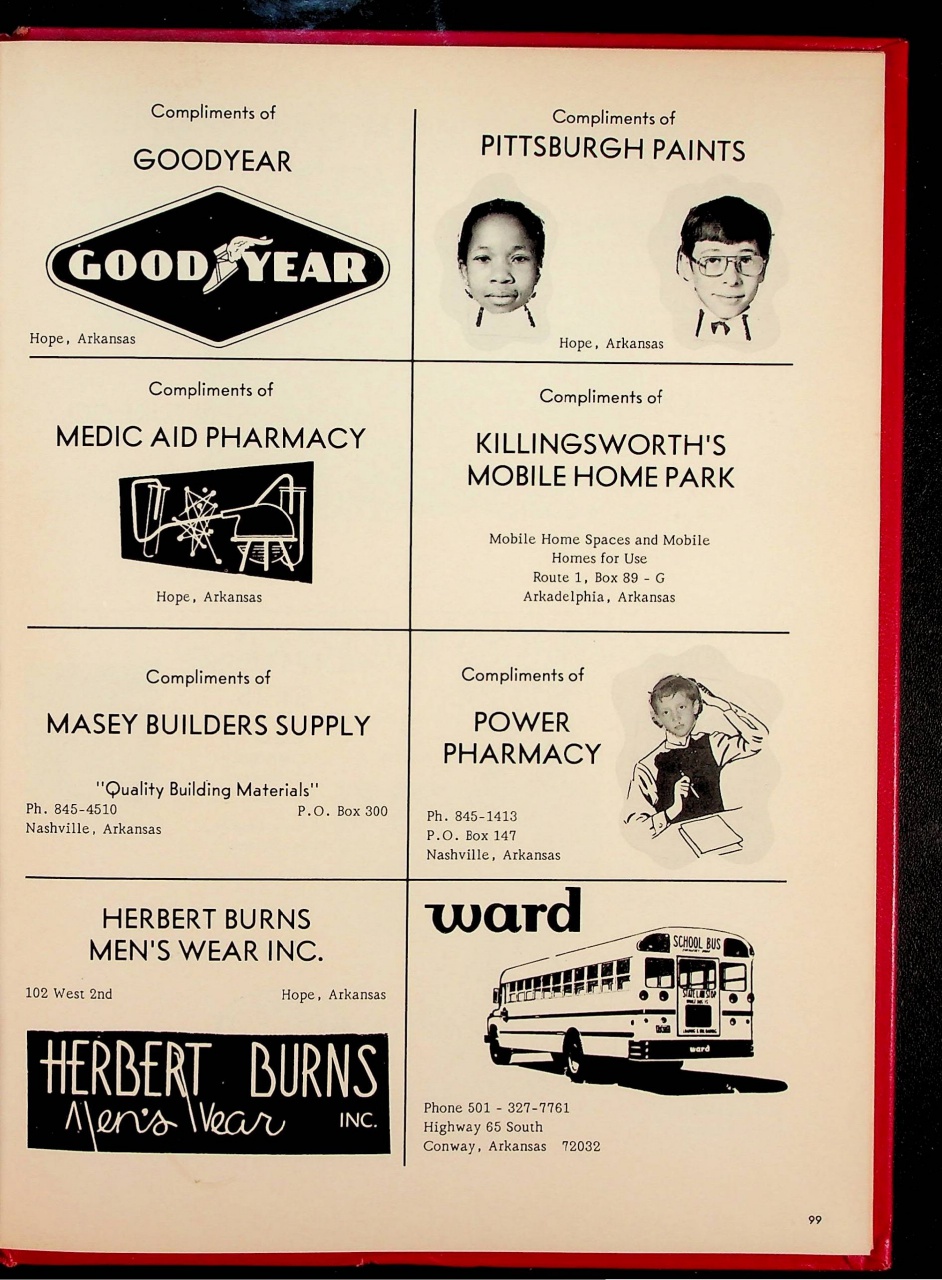 Compliments of
GOODYEAR
GOODYEAR
Hope, Arkansas
Compliments of
PITTSBURGH PAINTS
Hope, Arkansas
Compliments of
MEDIC AID PHARMACY
Hope, Arkansas
Compliments of
KILLINGSWORTH'S
MOBILE HOME PARK
Mobile Home Spaces and Mobile
Homes for Use
Route 1, Box 89 - G
Arkadelphia, Arkansas
Compliments of
MASEY BUILDERS SUPPLY
"Quality Building Materials"
Ph. 845-4510 P.O. Box 300
Nashville, Arkansas
Compliments of
POWER
PHARMACY
Ph. 845-1413
P.O. Box 147
Nashville, Arkansas
HERBERT BURNS
MEN'S WEAR INC.
102 West 2nd Hope, Arkansas
HERBERT BURNS
Men's Wear INC.
ward
SCHOOL BUS
STATE LAW STOP
ward
Phone 501 - 327-7761
Highway 65 South
Conway, Arkansas 72032
99